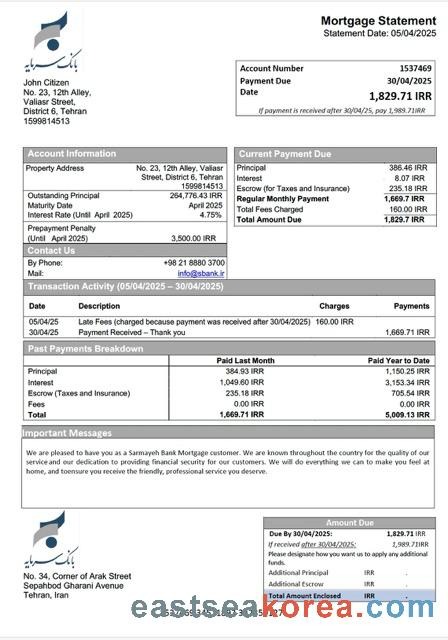 Mortgage Statement
Statement Date: 05/04/2025
بانک سرمایه
John Citizen
No. 23, 12th Alley,
Valiasr Street,
District 6, Tehran
1599814513
Account Number 1537469
Payment Due 30/04/2025
Date 1,829.71 IRR
If payment is received after 30/04/25, pay 1,989.71IRR
Account Information
Property Address No. 23, 12th Alley, Valiasr
Street, District 6, Tehran
1599814513
Outstanding Principal 264,776.43 IRR
Maturity Date April 2025
Interest Rate (Until April 2025) 4.75%
Prepayment Penalty
(Until April 2025) 3,500.00 IRR
Contact Us
By Phone: +98 21 8880 3700
Mail: info@sbank.ir
Current Payment Due
Principal 386.46 IRR
Interest 8.07 IRR
Escrow (for Taxes and Insurance) 235.18 IRR
Regular Monthly Payment 1,669.7 IRR
Total Fees Charged 160.00 IRR
Total Amount Due 1,829.7 IRR
Transaction Activity (05/04/2025 – 30/04/2025)
Date Description Charges Payments
05/04/25 Late Fees (charged because payment was received after 30/04/2025) 160.00 IRR
30/04/25 Payment Received – Thank you 1,669.71 IRR
Past Payments Breakdown
Paid Last Month Paid Year to Date
Principal 384.93 IRR 1,150.25 IRR
Interest 1,049.60 IRR 3,153.34 IRR
Escrow (Taxes and Insurance) 235.18 IRR 705.54 IRR
Fees 0.00 IRR 0.00 IRR
Total 1,669.71 IRR 5,009.13 IRR
Important Messages
We are pleased to have you as a Sarmayeh Bank Mortgage customer. We are known throughout the country for the quality of our
service and our dedication to providing financial security for our customers. We will do everything we can to make you feel at
home, and toensure you receive the friendly, professional service you deserve.
بانک سرمایه
No. 34, Corner of Arak Street
Sepahbod Gharani Avenue
Tehran, Iran
Amount Due
Due By 30/04/2025: 1,829.71 IRR
If received after 30/04/2025: 1,989.71IRR
Please designate how you want us to apply any additional
funds.
Additional Principal IRR .
Additional Escrow IRR .
Total Amount Enclosed IRR .
eastseakorea.com